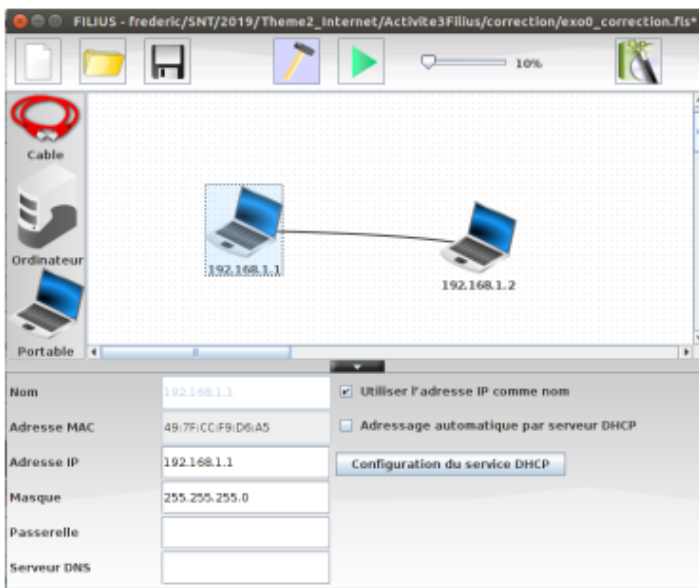 FILIUS - frederic/SNT/2019/Theme2_Internet/Activite3Filius/correction/exo0_correction.fls*
10%
Cable
Ordinateur
Portable
192.168.1.1
192.168.1.2
Nom
192.168.1.1
Utiliser l'adresse IP comme nom
Adresse MAC
49:7F:CC:F9:D6:A5
Adressage automatique par serveur DHCP
Adresse IP
192.168.1.1
Configuration du service DHCP
Masque
255.255.255.0
Passerelle
Serveur DNS